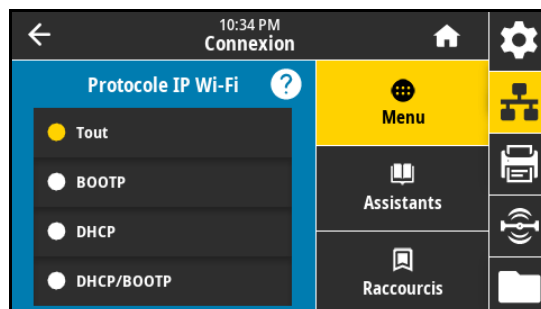 10:34 PM
Connexion
Protocole IP Wi-Fi ?
Tout
BOOTP
DHCP
DHCP/BOOTP
Menu
Assistants
Raccourcis